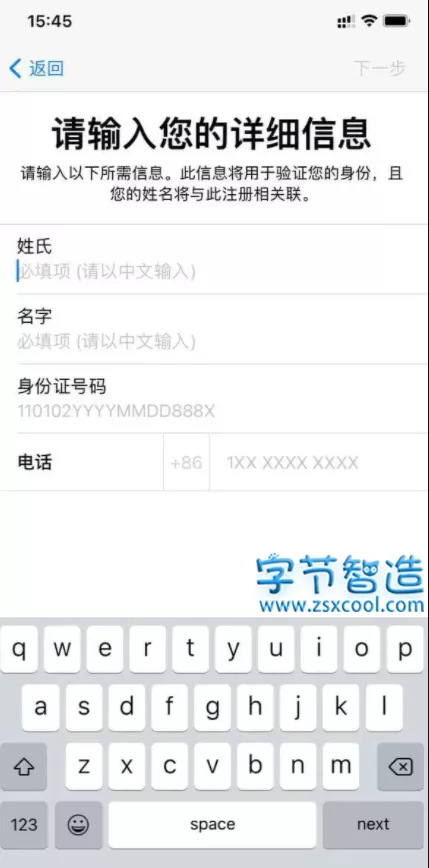 15:45
返回
下一步
请输入您的详细信息
请输入以下所需信息。此信息将用于验证您的身份，且
您的姓名将与此注册相关联。
姓氏
必填项 (请以中文输入)
名字
必填项 (请以中文输入)
身份证号码
110102YYYYMMDD888X
电话 +86 1XX XXXX XXXX
字节智造
www.zsxcool.com
q w e r t y u i o p
a s d f g h j k l
z x c v b n m
123 space next